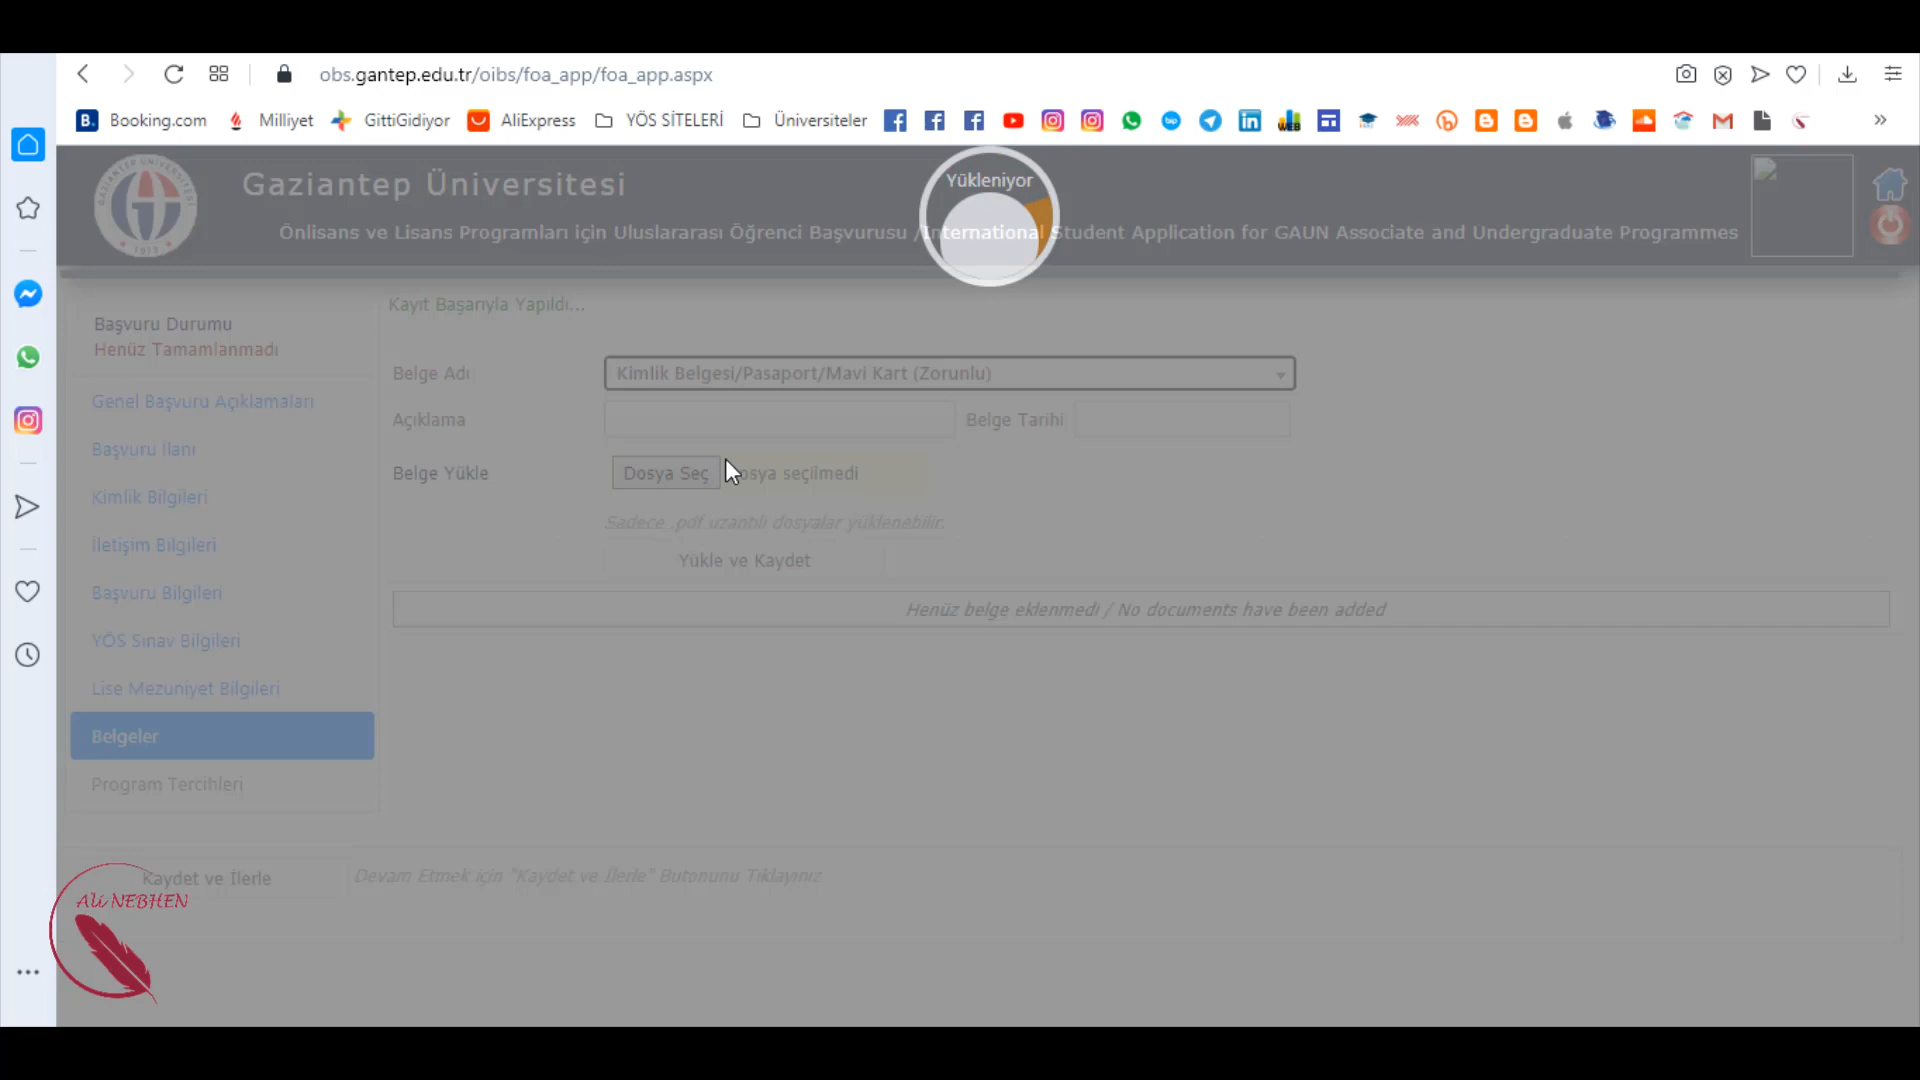 obs.gantep.edu.tr/oibs/foa_app/foa_app.aspx
Booking.com Milliyet GittiGidiyor AliExpress YÖS SİTELERİ Üniversiteler
Gaziantep Üniversitesi
Yükleniyor
Önlisans ve Lisans Programları için Uluslararası Öğrenci Başvurusu /International Student Application for GAUN Associate and Undergraduate Programmes
Başvuru Durumu
Henüz Tamamlanmadı
Genel Başvuru Açıklamaları
Başvuru İlanı
Kimlik Bilgileri
İletişim Bilgileri
Başvuru Bilgileri
YÖS Sınav Bilgileri
Lise Mezuniyet Bilgileri
Belgeler
Program Tercihleri
Kayıt Başarıyla Yapıldı...
Belge Adı Kimlik Belgesi/Pasaport/Mavi Kart (Zorunlu)
Açıklama Belge Tarihi
Belge Yükle Dosya Seç osya seçilmedi
Sadece .pdf uzantılı dosyalar yüklenebilir.
Yükle ve Kaydet
Henüz belge eklenmedi / No documents have been added
Kaydet ve İlerle Devam Etmek için "Kaydet ve İlerle" Butonunu Tıklayınız
Ali NEBHEN